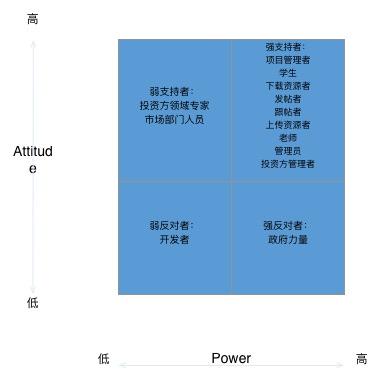 高
Attitud
e
低
弱支持者：
投资方领域专家
市场部门人员
强支持者：
项目管理者
学生
下载资源者
发帖者
跟帖者
上传资源者
老师
管理员
投资方管理者
弱反对者：
开发者
强反对者：
政府力量
低
Power
高